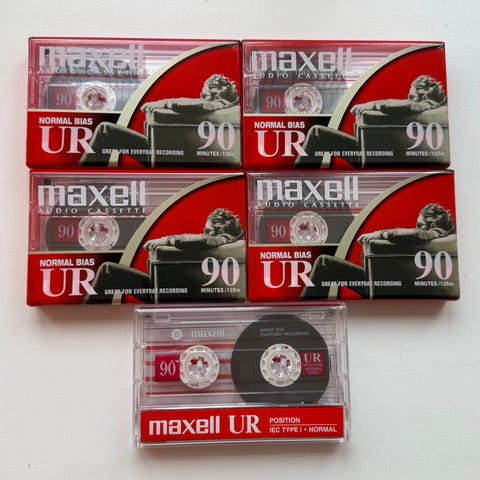 maxell
AUDIO CASSETTE
90
NORMAL BIAS
UR
GREAT FOR EVERYDAY RECORDING
90
MINUTES/135m
maxell
AUDIO CASSETTE
90
NORMAL BIAS
UR
GREAT FOR EVERYDAY RECORDING
90
MINUTES/135m
maxell
AUDIO CASSETTE
90
NORMAL BIAS
UR
GREAT FOR EVERYDAY RECORDING
90
MINUTES/135m
maxell
AUDIO CASSETTE
90
NORMAL BIAS
UR
GREAT FOR EVERYDAY RECORDING
90
MINUTES/135m
maxell
GREAT FOR
EVERYDAY RECORDING
90
UR
POSITION
NORMAL
TYPE I
maxell UR
POSITION
IEC TYPE I • NORMAL